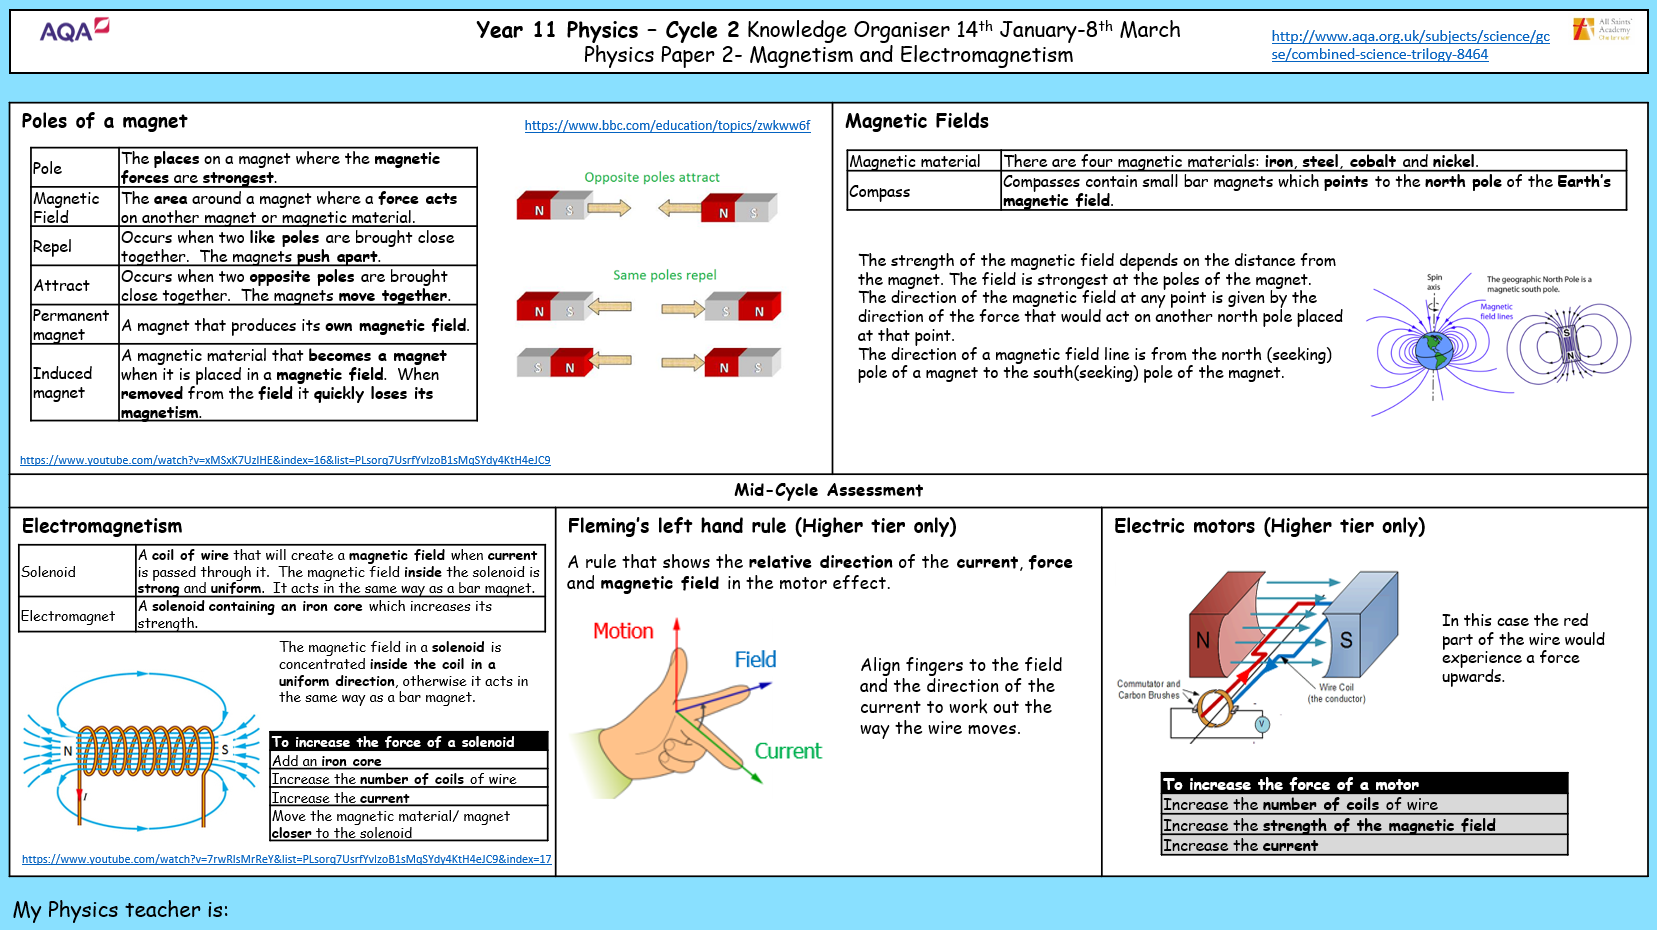 AQA
Year 11 Physics – Cycle 2 Knowledge Organiser 14th January-8th March
Physics Paper 2- Magnetism and Electromagnetism
http://www.aqa.org.uk/subjects/science/gc
se/combined-science-trilogy-8464
All Saints'
Academy
Poles of a magnet
https://www.bbc.com/education/topics/zwkww6f
Pole
The places on a magnet where the magnetic
forces are strongest.
Magnetic
Field
The area around a magnet where a force acts
on another magnet or magnetic material.
Repel
Occurs when two like poles are brought close
together. The magnets push apart.
Attract
Occurs when two opposite poles are brought
close together. The magnets move together.
Permanent
magnet
A magnet that produces its own magnetic field.
Induced
magnet
A magnetic material that becomes a magnet
when it is placed in a magnetic field. When
removed from the field it quickly loses its
magnetism.
Opposite poles attract
N S N S
Same poles repel
N S S N
S N N S
https://www.youtube.com/watch?v=xMSxK7UzlHE&index=16&list=PLsorq7UsrfYvlzoB1sMqSYdy4KtH4eJC9
Magnetic Fields
Magnetic material
There are four magnetic materials: iron, steel, cobalt and nickel.
Compass
Compasses contain small bar magnets which points to the north pole of the Earth's
magnetic field.
The strength of the magnetic field depends on the distance from
the magnet. The field is strongest at the poles of the magnet.
The direction of the magnetic field at any point is given by the
direction of the force that would act on another north pole placed
at that point.
The direction of a magnetic field line is from the north (seeking)
pole of a magnet to the south(seeking) pole of the magnet.
Spin
axis
The geographic North Pole is a
magnetic south pole.
Magnetic
field lines
S
N
Mid-Cycle Assessment
Electromagnetism
Solenoid
A coil of wire that will create a magnetic field when current
is passed through it. The magnetic field inside the solenoid is
strong and uniform. It acts in the same way as a bar magnet.
Electromagnet
A solenoid containing an iron core which increases its
strength.
The magnetic field in a solenoid is
concentrated inside the coil in a
uniform direction, otherwise it acts in
the same way as a bar magnet.
N
S
I
To increase the force of a solenoid
Add an iron core
Increase the number of coils of wire
Increase the current
Move the magnetic material/ magnet
closer to the solenoid
https://www.youtube.com/watch?v=7rwRlsMrReY&list=PLsorq7UsrfYvlzoB1sMqSYdy4KtH4eJC9&index=17
Fleming's left hand rule (Higher tier only)
A rule that shows the relative direction of the current, force
and magnetic field in the motor effect.
Motion
Field
Current
Align fingers to the field
and the direction of the
current to work out the
way the wire moves.
Electric motors (Higher tier only)
N
S
Commutator and
Carbon Brushes
Wire Coil
(the conductor)
V
In this case the red
part of the wire would
experience a force
upwards.
To increase the force of a motor
Increase the number of coils of wire
Increase the strength of the magnetic field
Increase the current
My Physics teacher is: